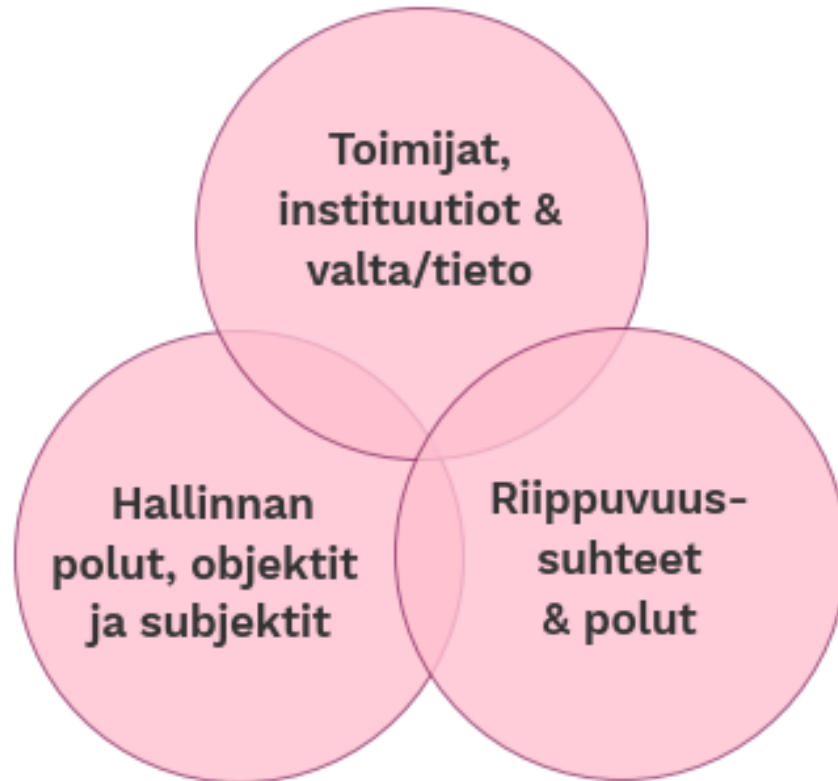 Toimijat,
instituutiot &
valta/tieto
Hallinnan
polut, objektit
ja subjektit
Riippuvuus-
suhteet
& polut